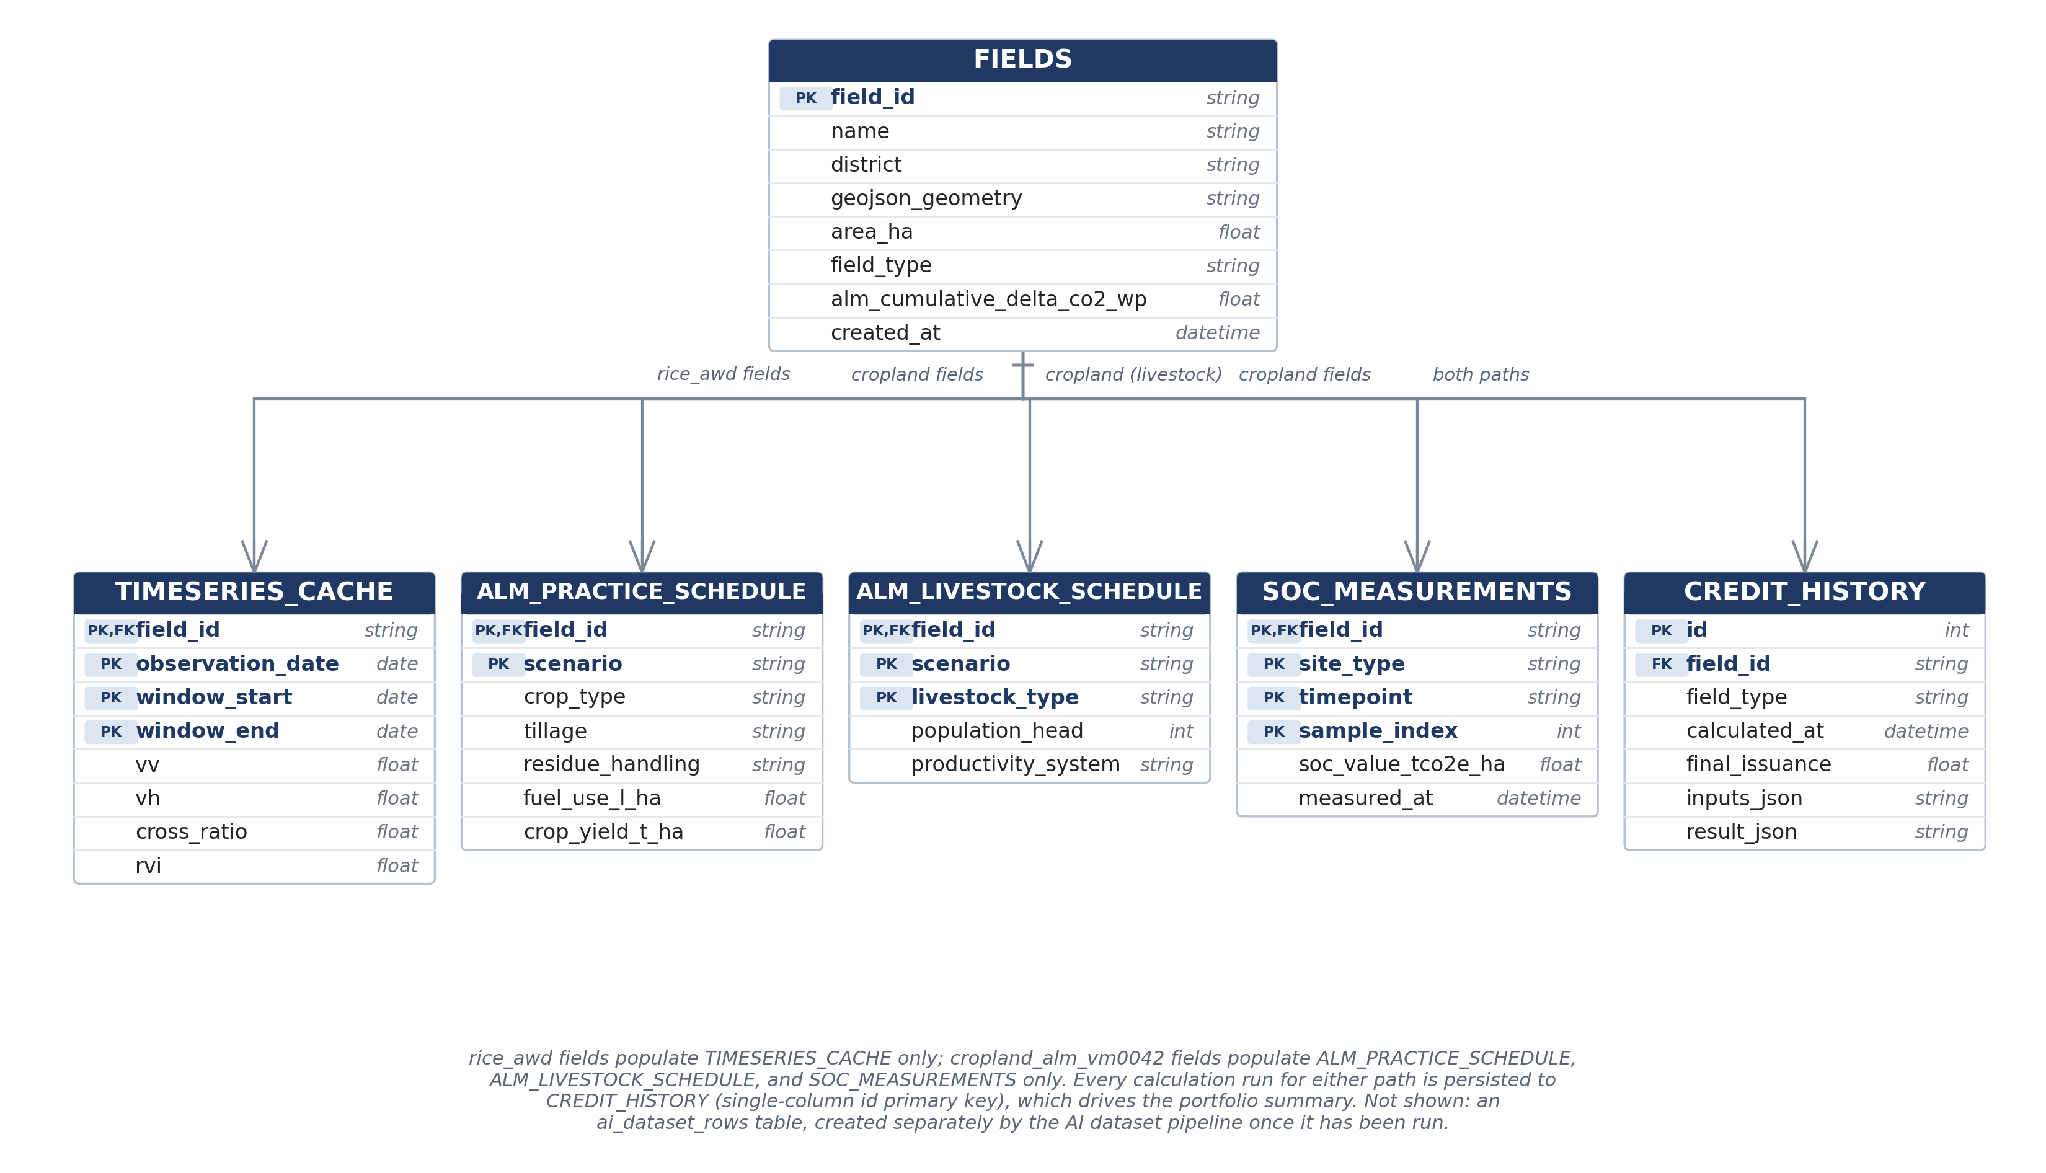 FIELDS
PK field_id string
name string
district string
geojson_geometry string
area_ha float
field_type string
alm_cumulative_delta_co2_wp float
created_at datetime
rice_awd fields cropland fields cropland (livestock) cropland fields both paths
TIMESERIES_CACHE
PK,FK field_id string
PK observation_date date
PK window_start date
PK window_end date
vv float
vh float
cross_ratio float
rvi float
ALM_PRACTICE_SCHEDULE
PK,FK field_id string
PK scenario string
crop_type string
tillage string
residue_handling string
fuel_use_l_ha float
crop_yield_t_ha float
ALM_LIVESTOCK_SCHEDULE
PK,FK field_id string
PK scenario string
PK livestock_type string
population_head int
productivity_system string
SOC_MEASUREMENTS
PK,FK field_id string
PK site_type string
PK timepoint string
PK sample_index int
soc_value_tco2e_ha float
measured_at datetime
CREDIT_HISTORY
PK id int
FK field_id string
field_type string
calculated_at datetime
final_issuance float
inputs_json string
result_json string
rice_awd fields populate TIMESERIES_CACHE only; cropland_alm_vm0042 fields populate ALM_PRACTICE_SCHEDULE,
ALM_LIVESTOCK_SCHEDULE, and SOC_MEASUREMENTS only. Every calculation run for either path is persisted to
CREDIT_HISTORY (single-column id primary key), which drives the portfolio summary. Not shown: an
ai_dataset_rows table, created separately by the AI dataset pipeline once it has been run.